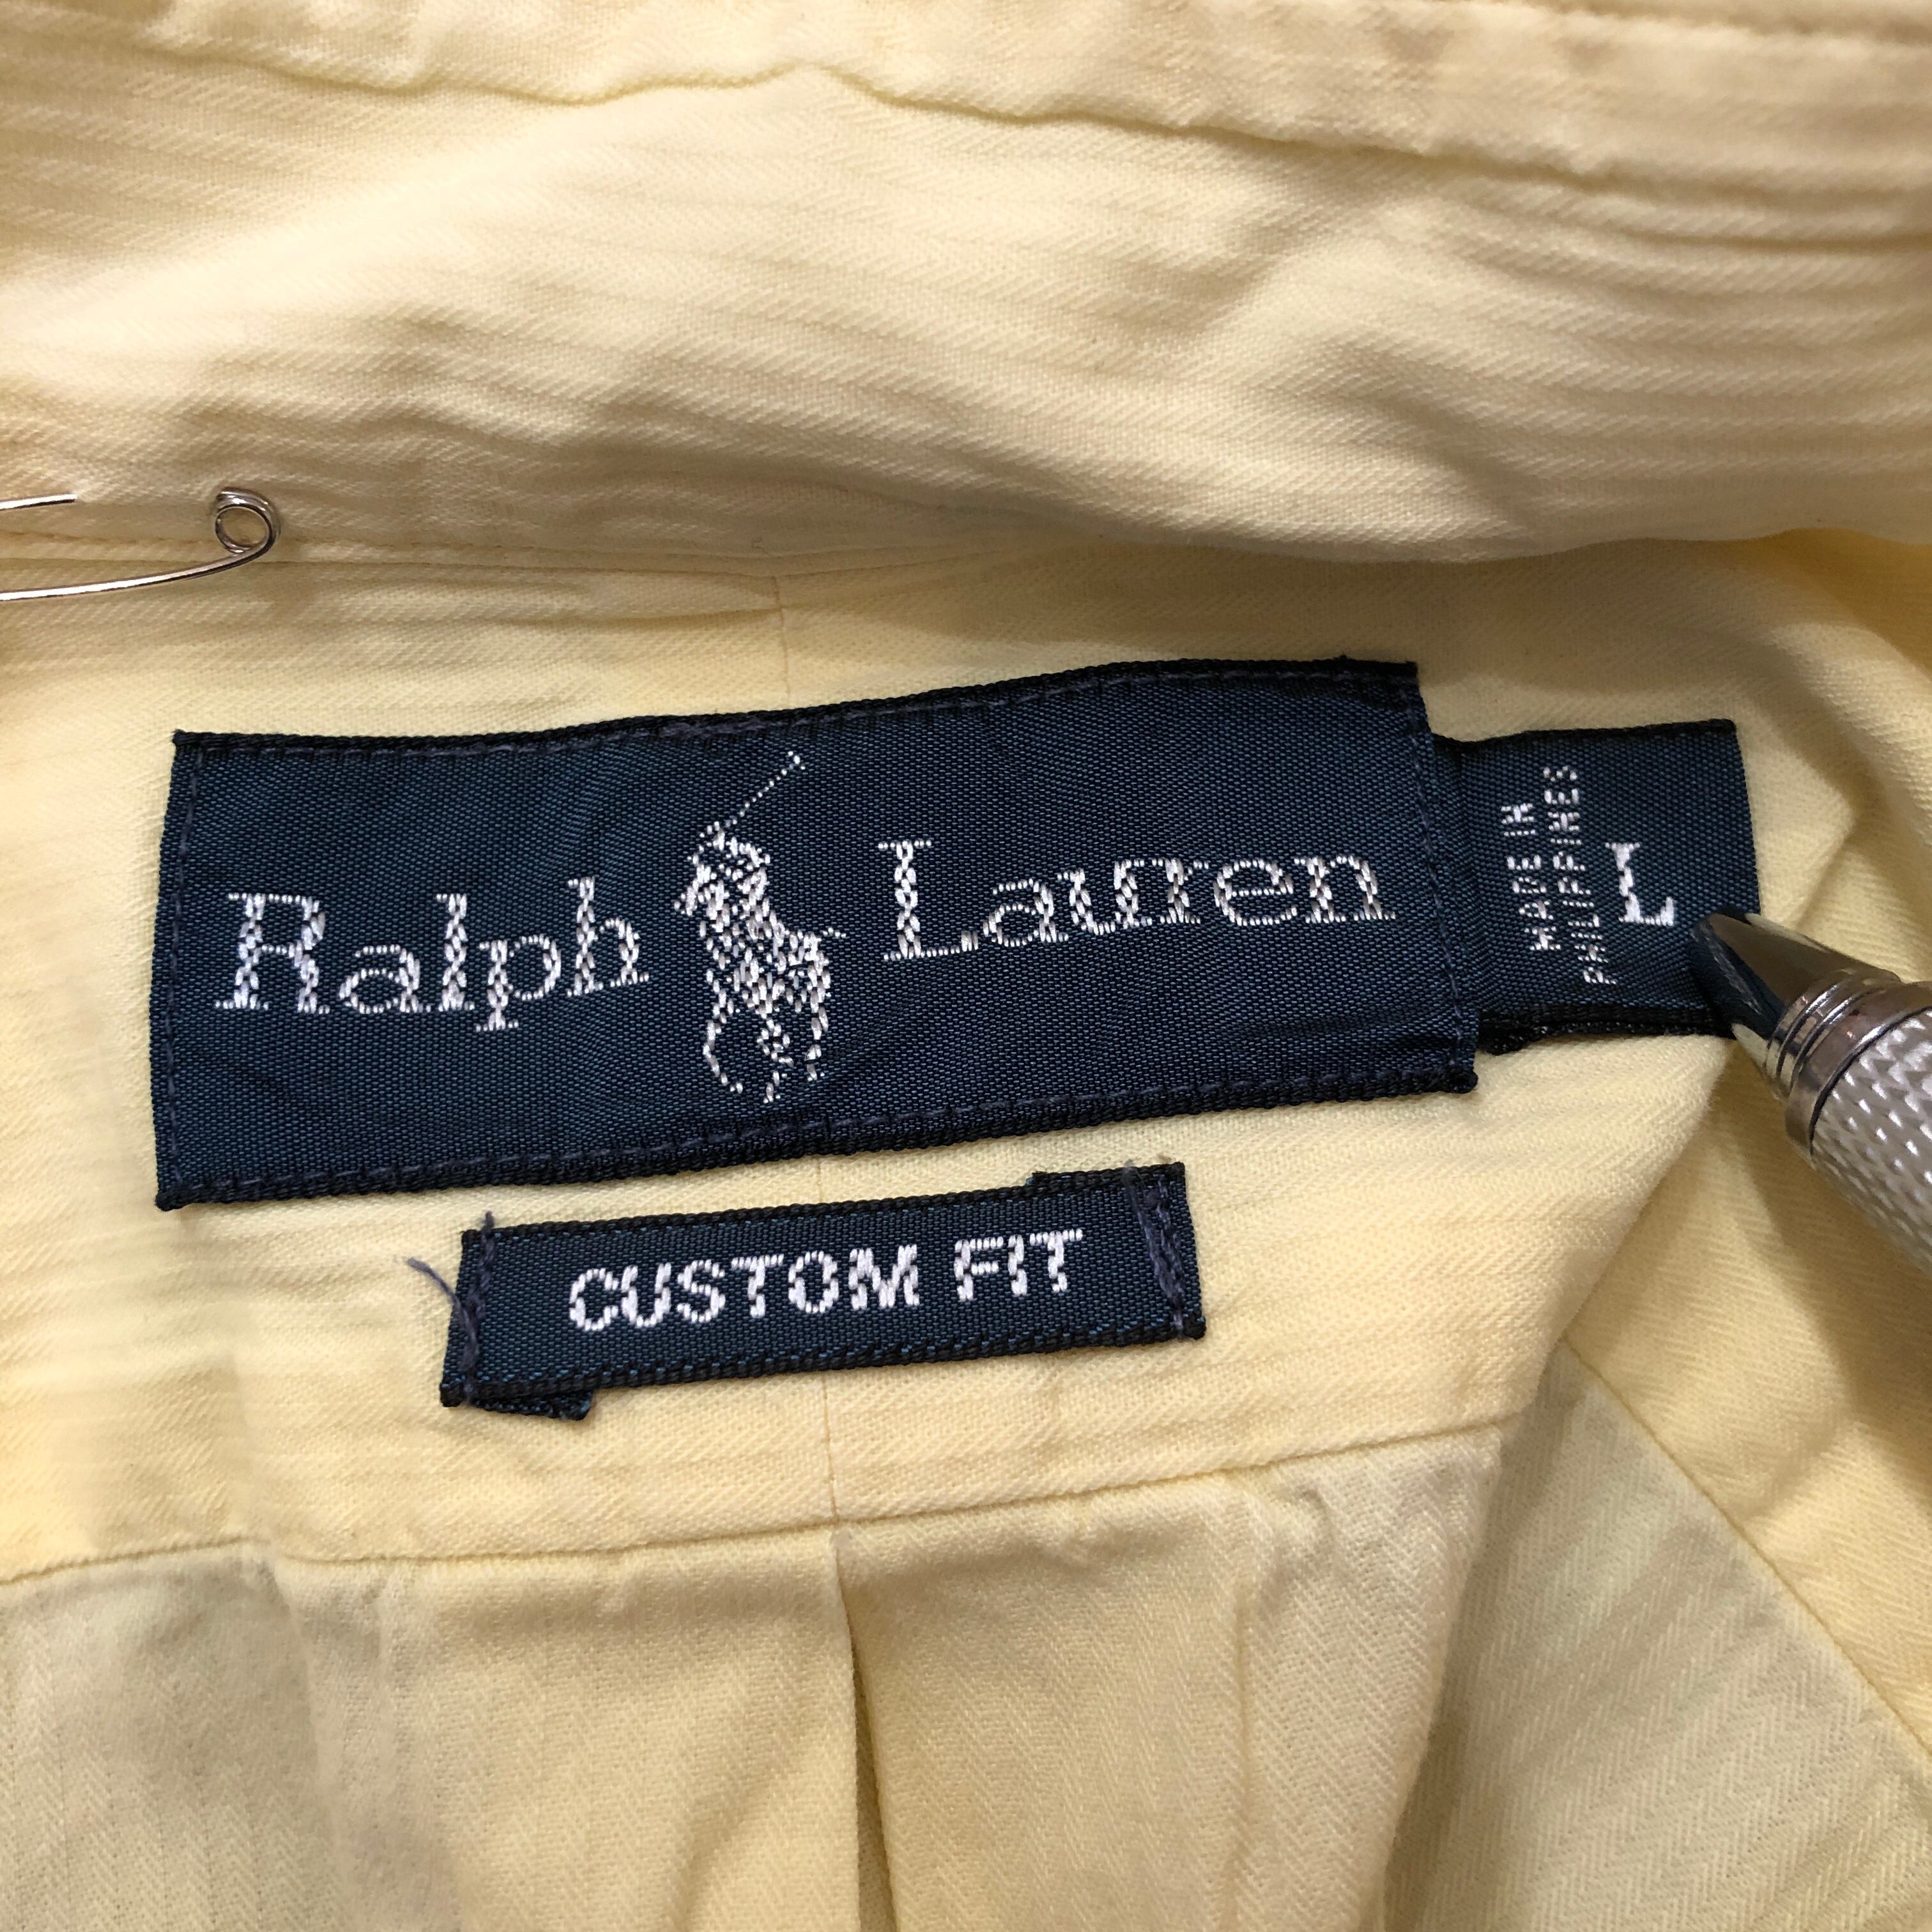 Ralph Lauren
MADE IN
PHILIPPINES
L
CUSTOM FIT